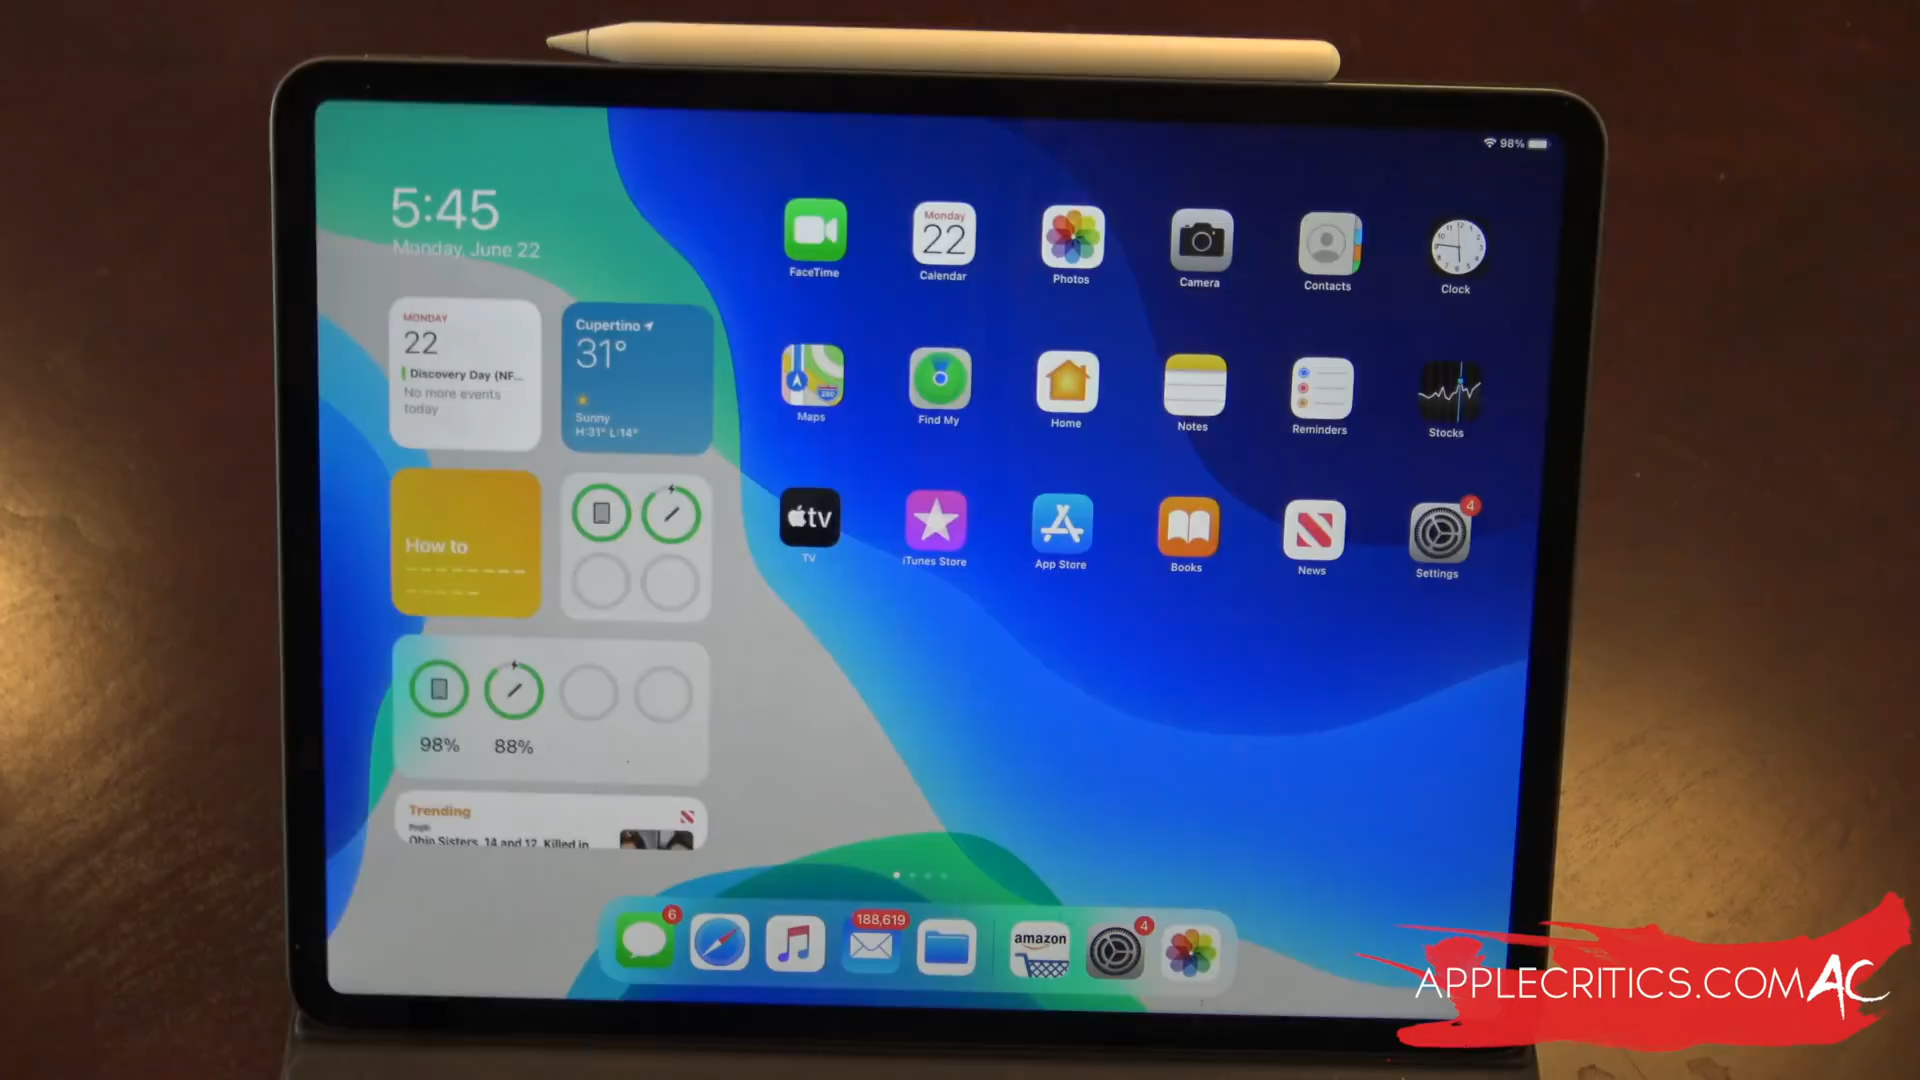 98%
5:45
Monday, June 22
FaceTime
Monday
22
Calendar
Photos
Camera
Contacts
Clock
MONDAY
22
Discovery Day (NF...
No more events
today
Cupertino
31°
Sunny
H:31° L:14°
Maps
280
Find My
Home
Notes
Reminders
Stocks
How to
tv
TV
iTunes Store
App Store
Books
News
4
Settings
98%
88%
Trending
People
Ohio Sisters, 14 and 12, Killed in
6
188,619
amazon
4
APPLECRITICS.COM AC